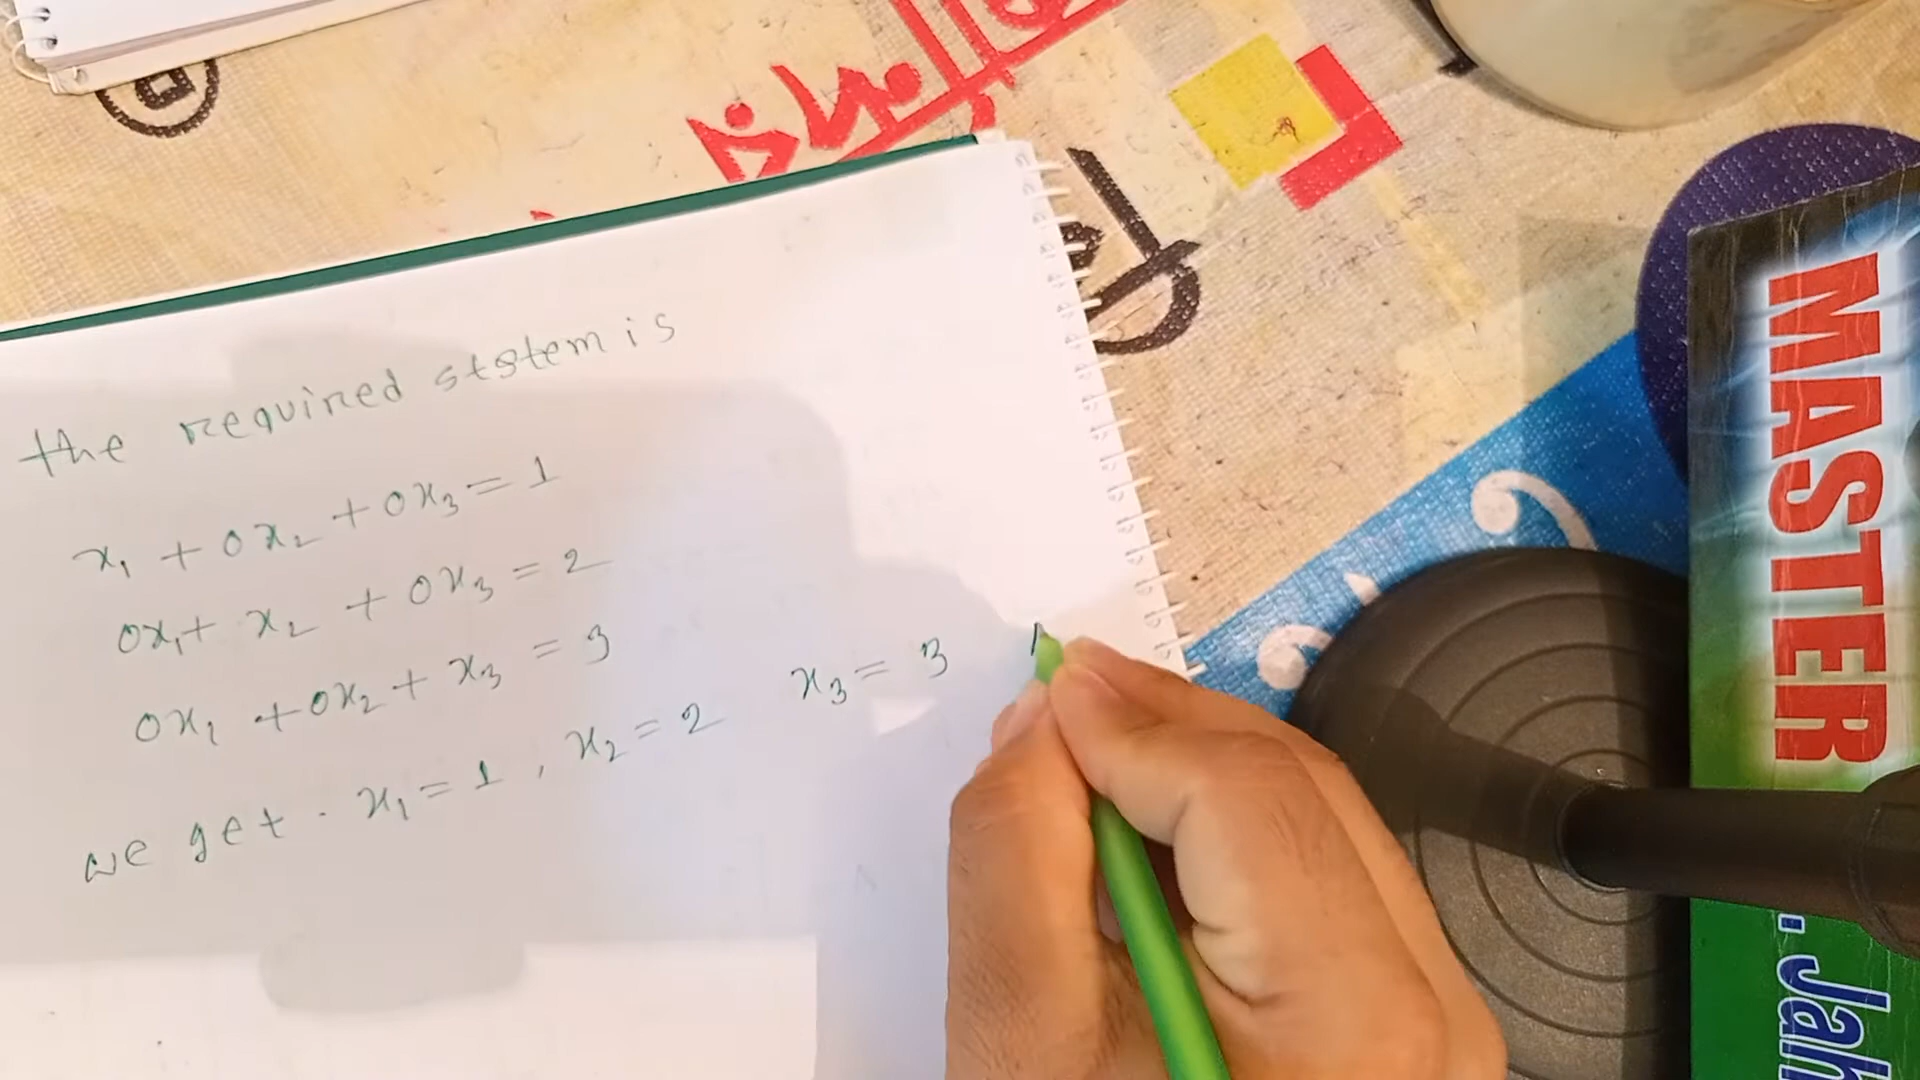 the required ststem is
x₁ + 0x₂ + 0x₃ = 1
0x₁ + x₂ + 0x₃ = 2
0x₁ + 0x₂ + x₃ = 3
we get . x₁ = 1 , x₂ = 2 x₃ = 3
MASTER